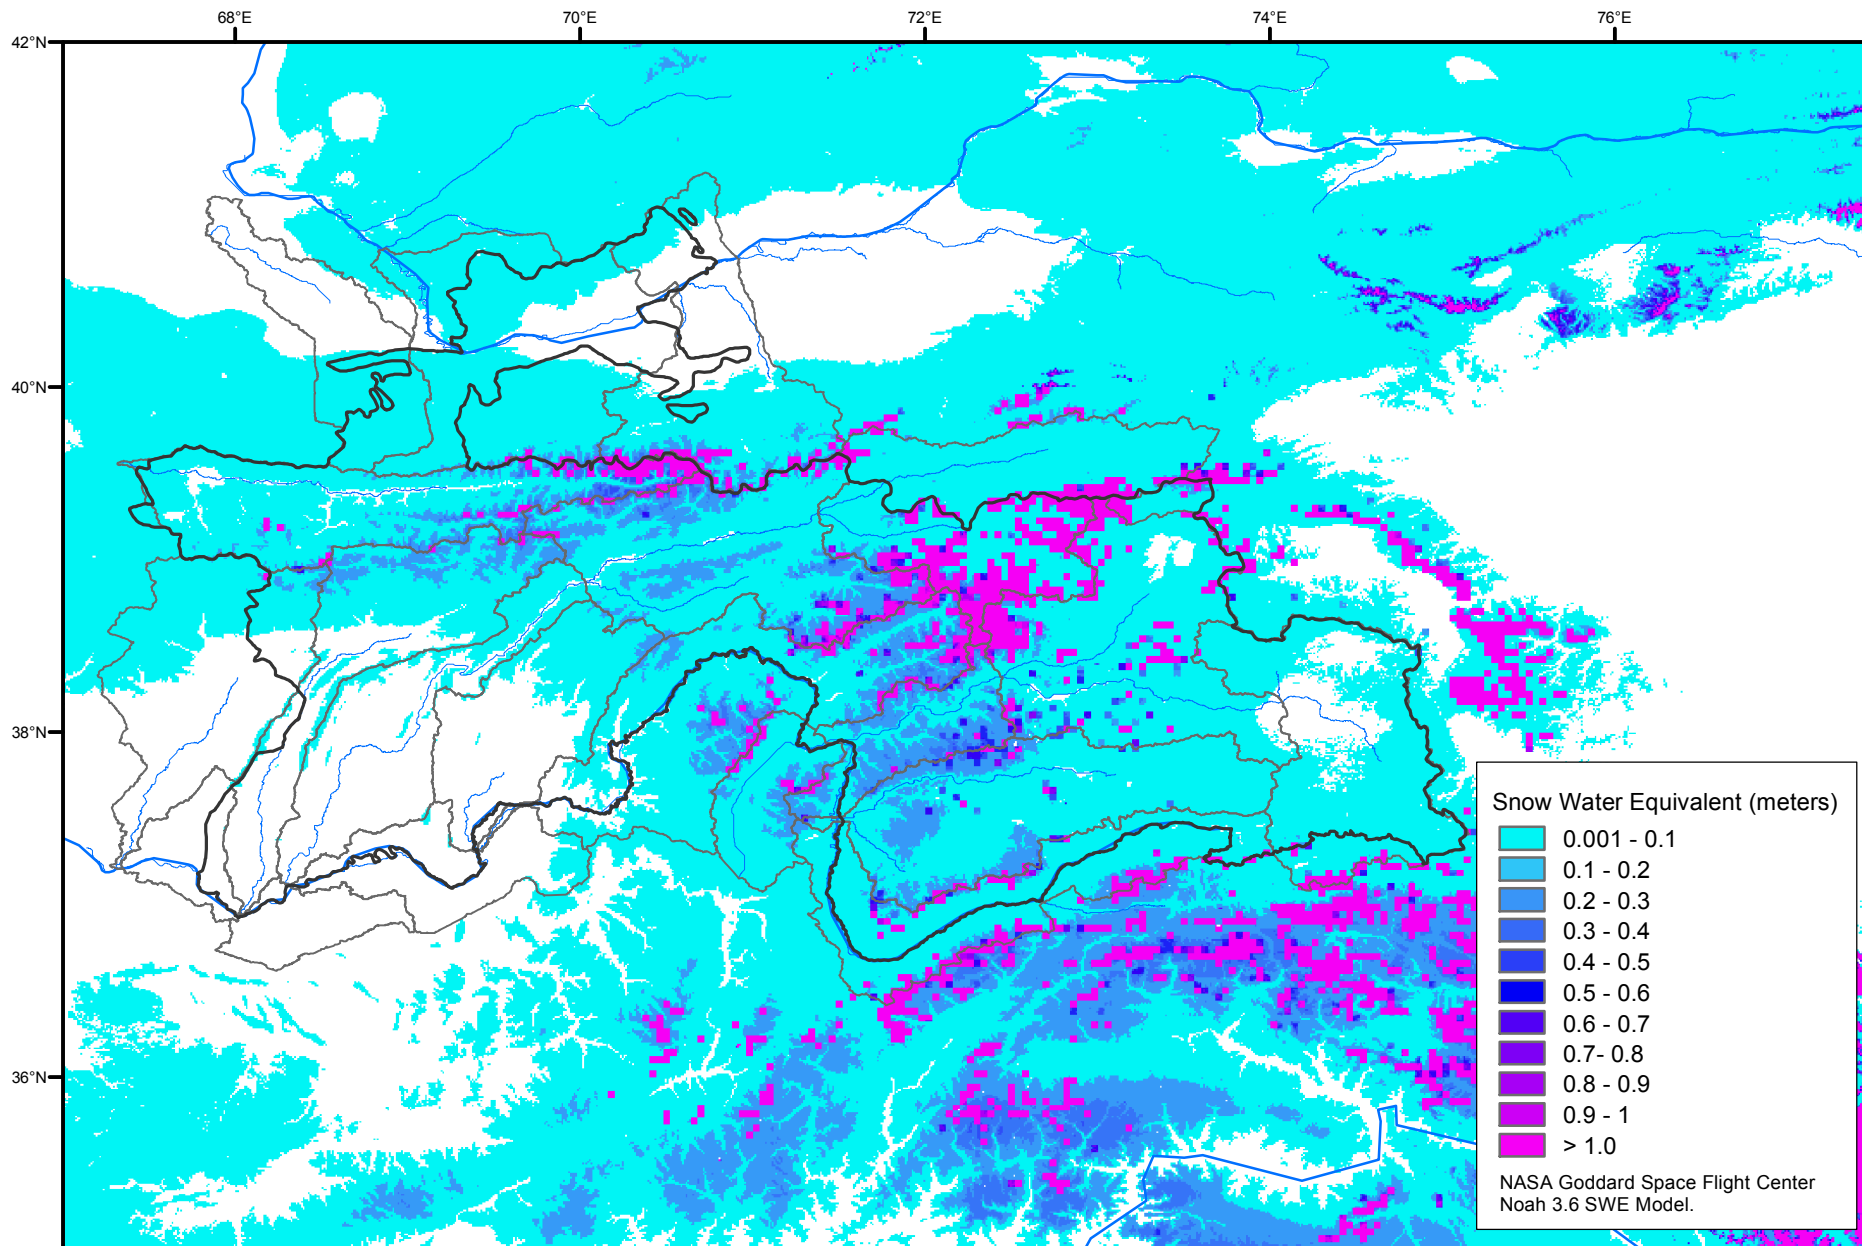 68°E 70°E 72°E 74°E 76°E
42°N
40°N
38°N
36°N
Snow Water Equivalent (meters)
0.001 - 0.1
0.1 - 0.2
0.2 - 0.3
0.3 - 0.4
0.4 - 0.5
0.5 - 0.6
0.6 - 0.7
0.7- 0.8
0.8 - 0.9
0.9 - 1
> 1.0
NASA Goddard Space Flight Center
Noah 3.6 SWE Model.